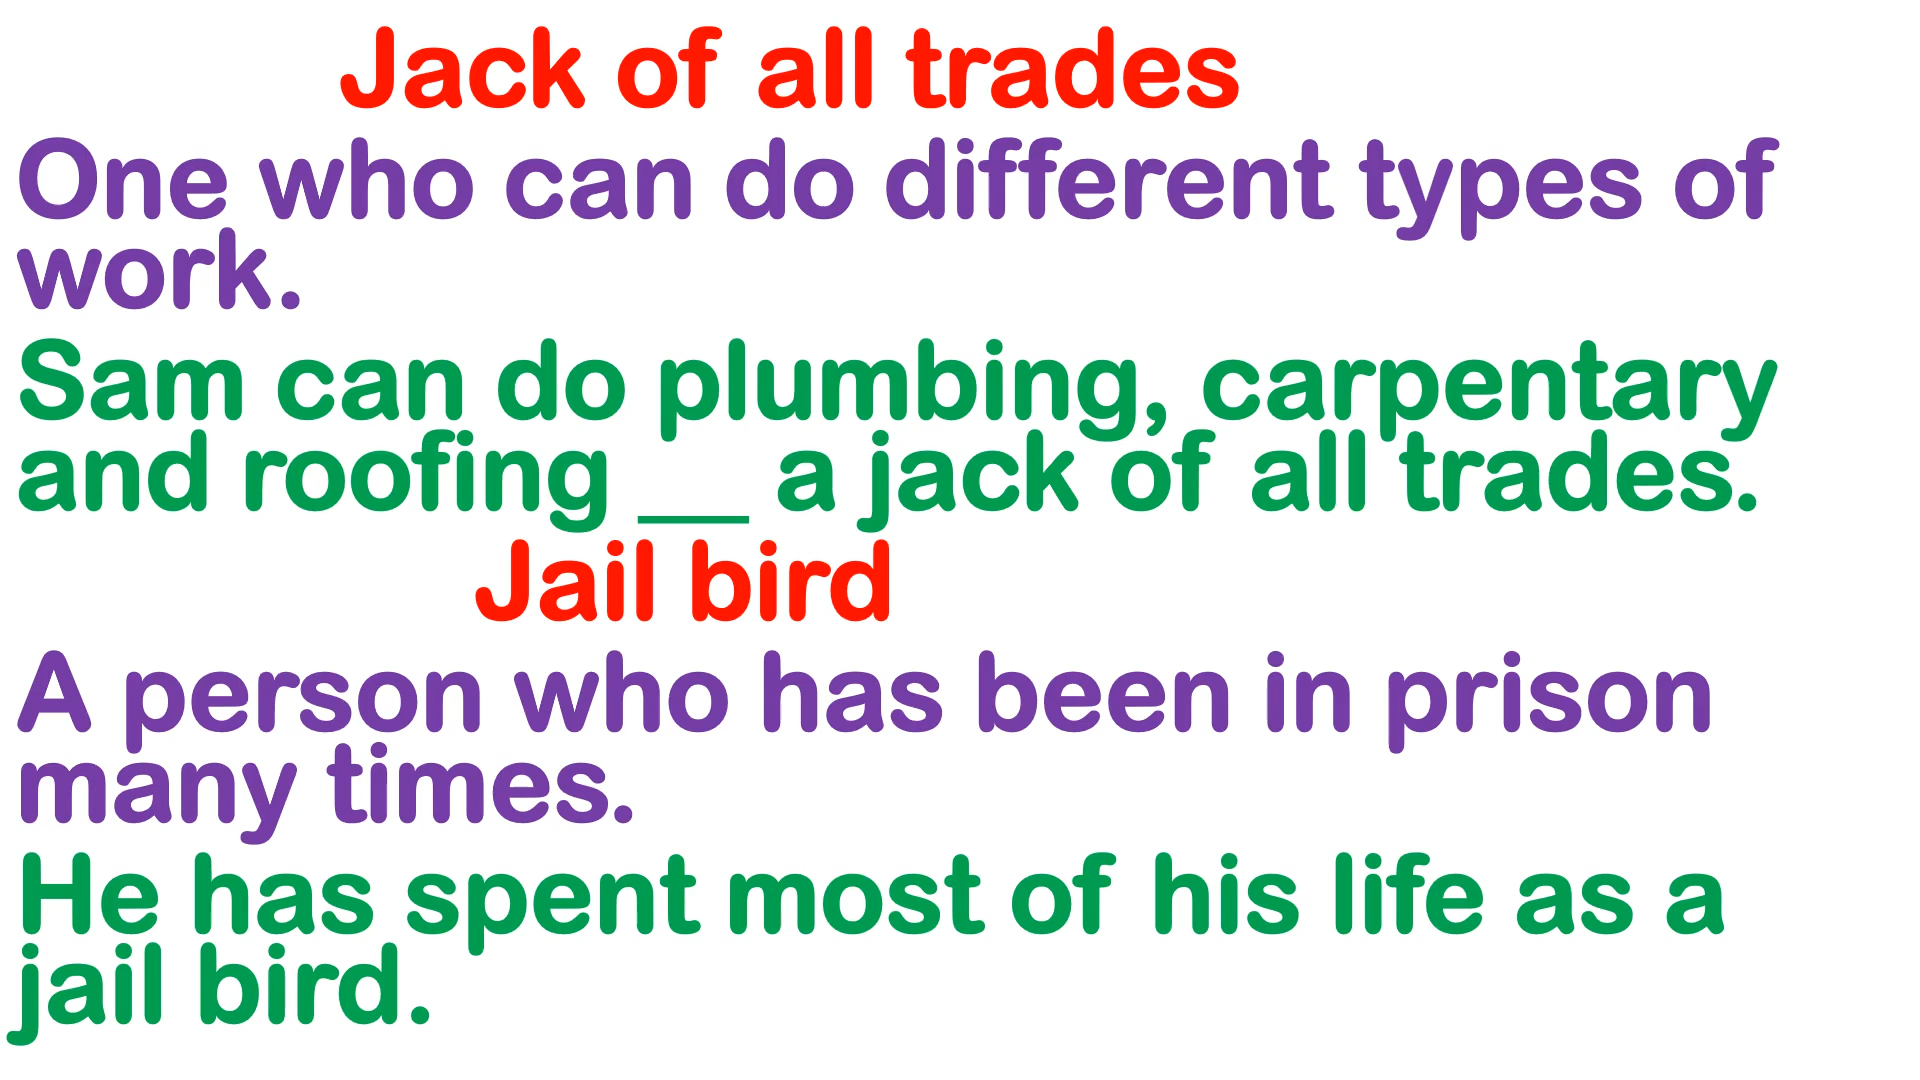 Jack of all trades
One who can do different types of
work.
Sam can do plumbing, carpentary
and roofing __ a jack of all trades.
Jail bird
A person who has been in prison
many times.
He has spent most of his life as a
jail bird.